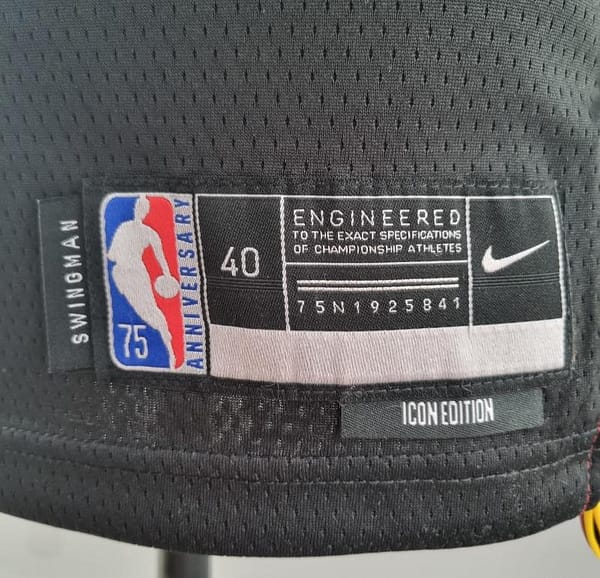 SWINGMAN
75
ANNIVERSARY
40
ENGINEERED
TO THE EXACT SPECIFICATIONS
OF CHAMPIONSHIP ATHLETES
75N1925841
ICON EDITION